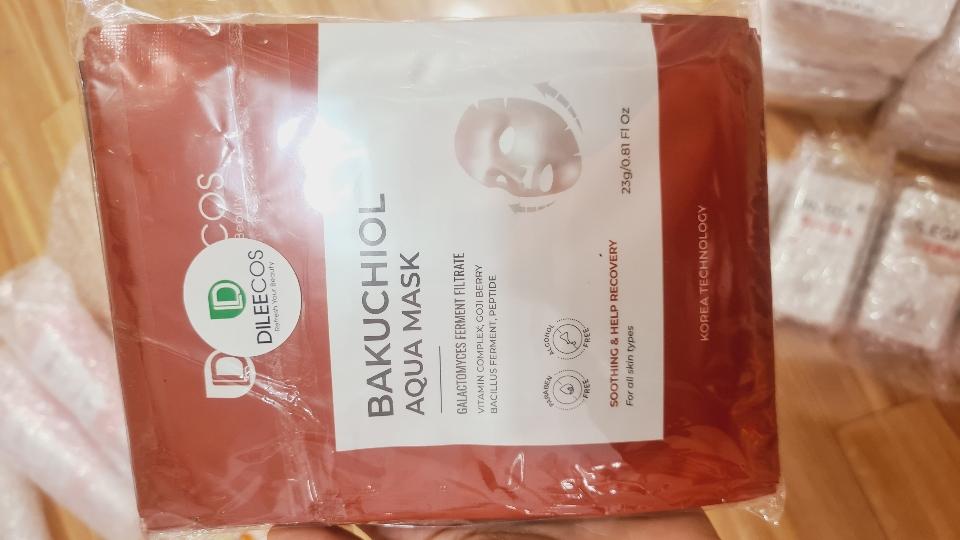 DILEECOS
Refresh Your Beauty
COS
BAKUCHIOL
AQUA MASK
GALACTOMYCES FERMENT FILTRATE
VITAMIN COMPLEX, GOJI BERRY
BACILLUS FERMENT, PEPTIDE
PARABEN FREE
ALCOHOL FREE
SOOTHING & HELP RECOVERY
For all skin types
23g/0.81 Fl Oz
KOREA TECHNOLOGY